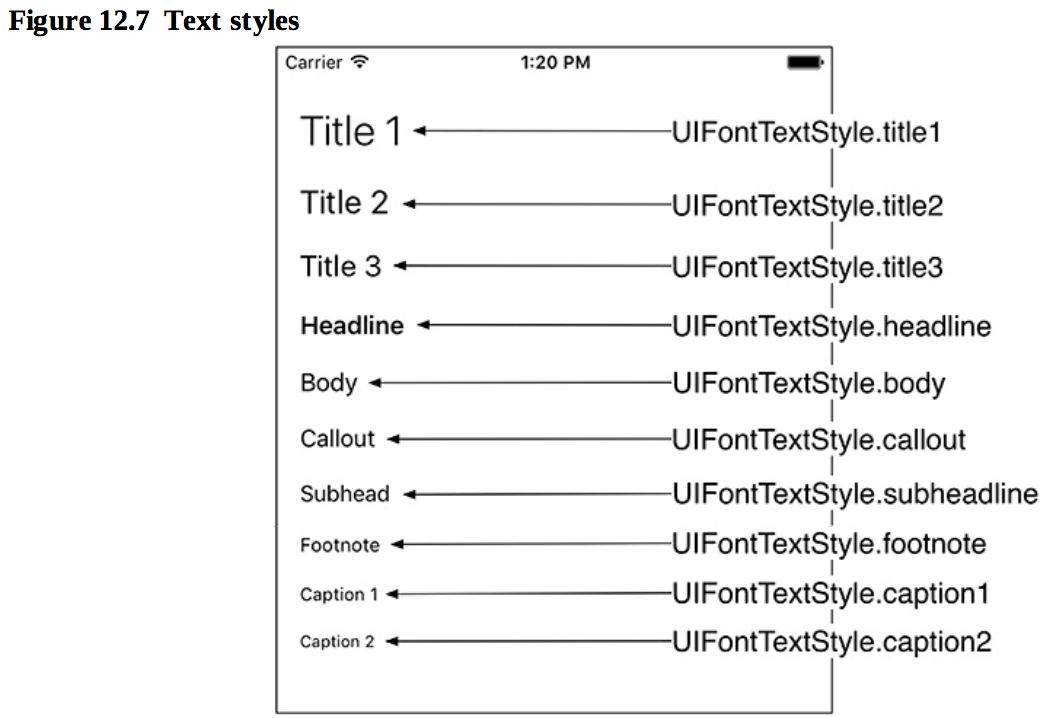 Figure 12.7 Text styles
Carrier 1:20 PM
Title 1 UIFontTextStyle.title1
Title 2 UIFontTextStyle.title2
Title 3 UIFontTextStyle.title3
Headline UIFontTextStyle.headline
Body UIFontTextStyle.body
Callout UIFontTextStyle.callout
Subhead UIFontTextStyle.subheadline
Footnote UIFontTextStyle.footnote
Caption 1 UIFontTextStyle.caption1
Caption 2 UIFontTextStyle.caption2